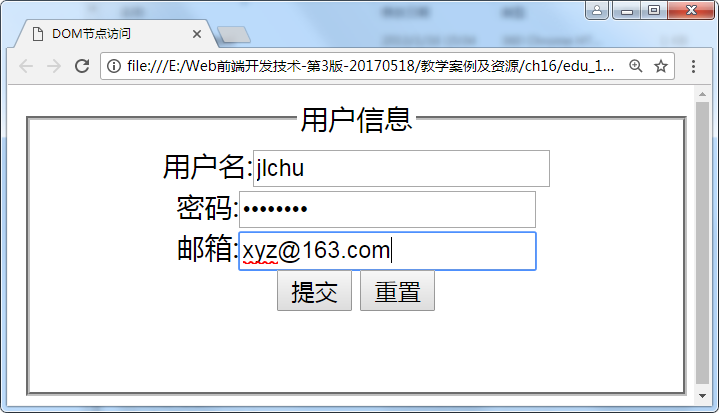 DOM节点访问
file:///E:/Web前端开发技术-第3版-20170518/教学案例及资源/ch16/edu_1...
用户信息
用户名:jlchu
密码:••••••••
邮箱:xyz@163.com
提交 重置